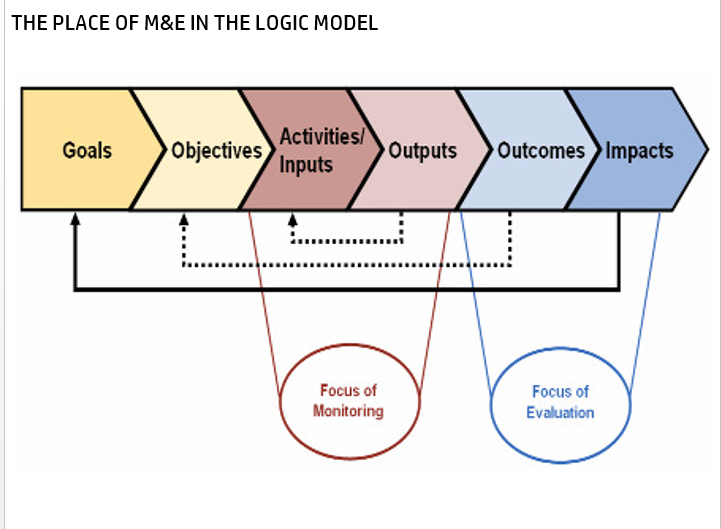 THE PLACE OF M&E IN THE LOGIC MODEL
Goals
Objectives
Activities/
Inputs
Outputs
Outcomes
Impacts
Focus of
Monitoring
Focus of
Evaluation